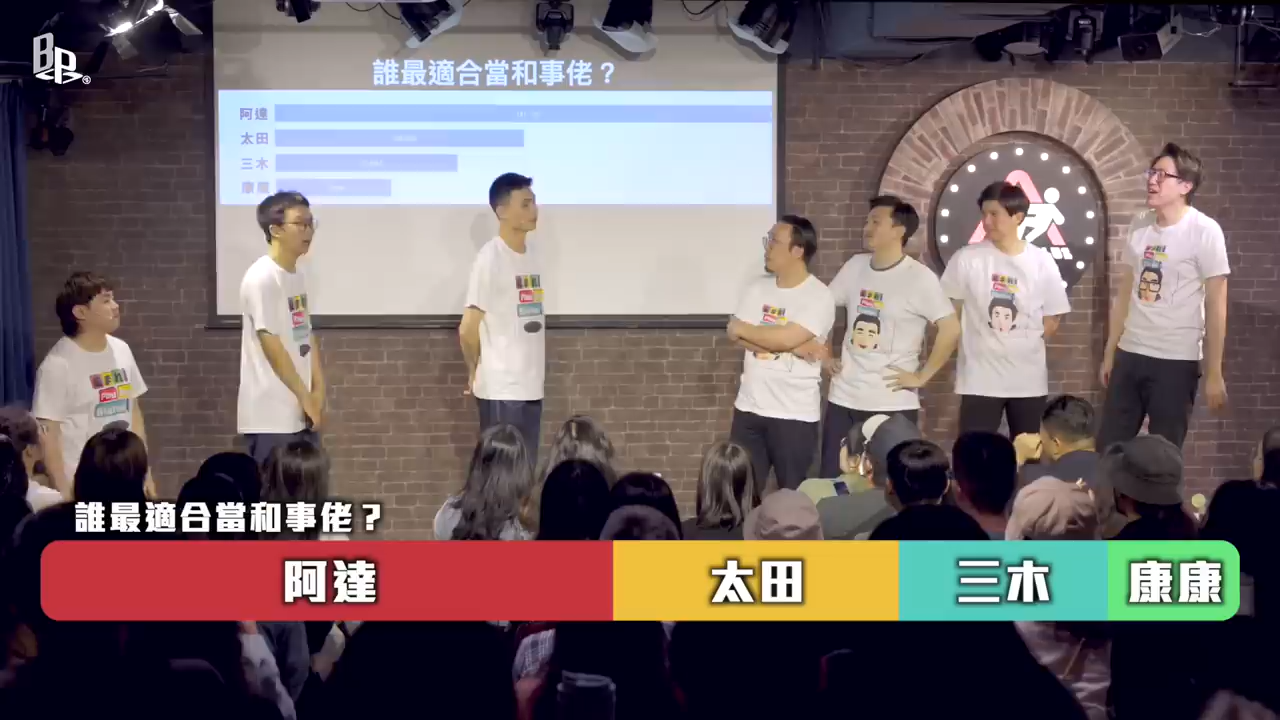 BP
誰最適合當和事佬？
阿達
太田
三木
康康
誰最適合當和事佬？
阿達 太田 三木 康康